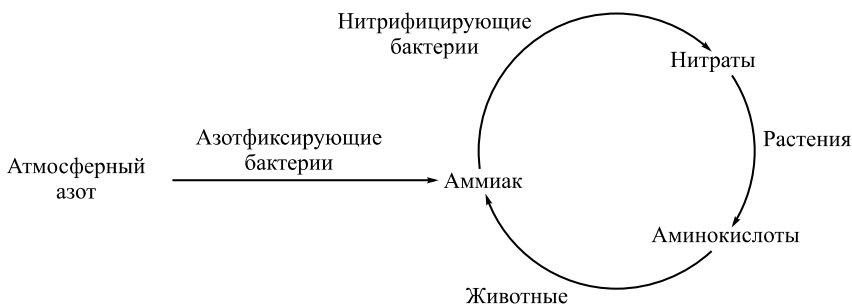 Нитрифицирующие
бактерии
Нитраты
Азотфиксирующие
бактерии
Растения
Атмосферный
азот
Аммиак
Аминокислоты
Животные